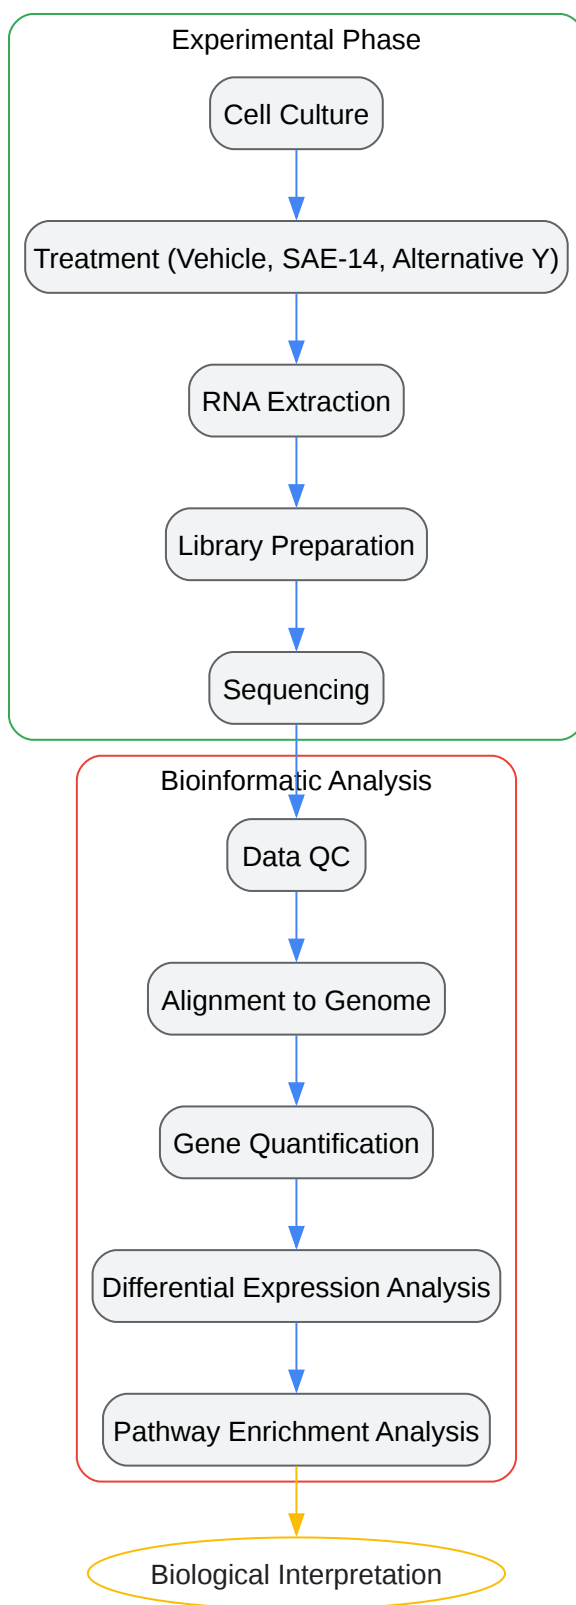 Experimental Phase
Cell Culture
Treatment (Vehicle, SAE-14, Alternative Y)
RNA Extraction
Library Preparation
Sequencing
Bioinformatic Analysis
Data QC
Alignment to Genome
Gene Quantification
Differential Expression Analysis
Pathway Enrichment Analysis
Biological Interpretation